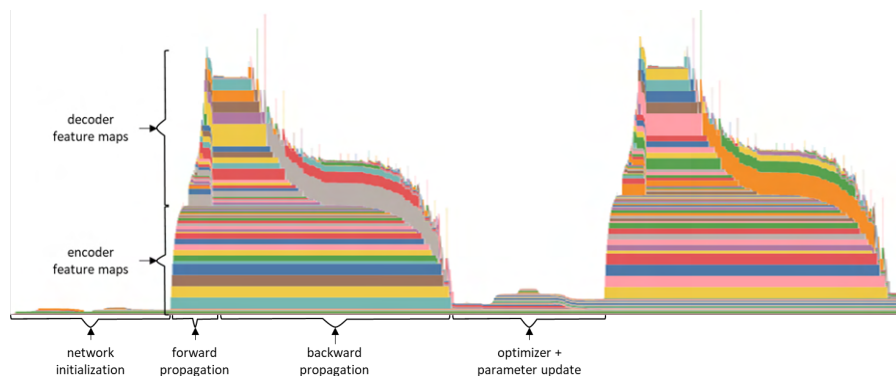 decoder
feature maps
encoder
feature maps
network
initialization
forward
propagation
backward
propagation
optimizer +
parameter update